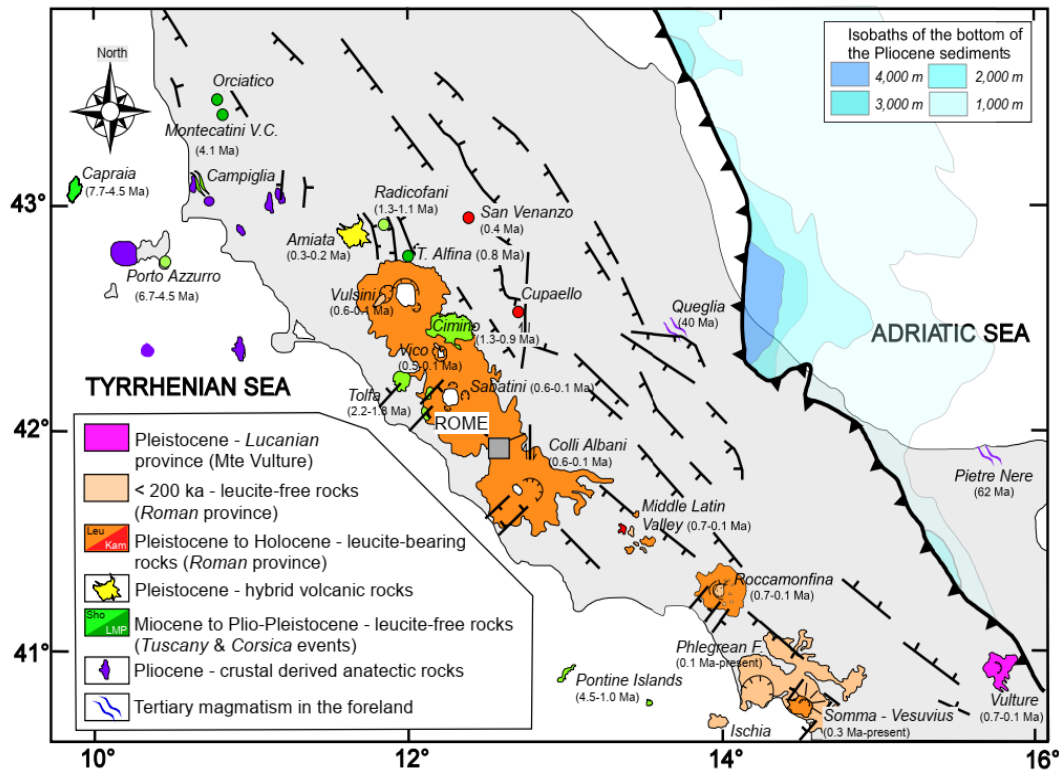 North
Isobaths of the bottom of
the Pliocene sediments
4,000 m
2,000 m
3,000 m
1,000 m
Orciatico
Montecatini V.C.
(4.1 Ma)
Capraia
(7.7-4.5 Ma)
Campiglia
43°
Radicofani
(1.3-1.1 Ma)
San Venanzo
(0.4 Ma)
Amiata
(0.3-0.2 Ma)
T. Alfina (0.8 Ma)
Porto Azzurro
(6.7-4.5 Ma)
Vulsini
(0.6-0.1 Ma)
Cupaello
Queglia
(40 Ma)
Cimino
(1.3-0.9 Ma)
ADRIATIC SEA
Vico
(0.5-0.1 Ma)
TYRRHENIAN SEA
Tolfa
(2.2-1.8 Ma)
Sabatini (0.6-0.1 Ma)
ROME
42°
Colli Albani
(0.6-0.1 Ma)
Pietre Nere
(62 Ma)
Middle Latin
Valley (0.7-0.1 Ma)
Roccamonfina
(0.7-0.1 Ma)
Phlegrean F.
(0.1 Ma-present)
41°
Pontine Islands
(4.5-1.0 Ma)
Vulture
(0.7-0.1 Ma)
Somma - Vesuvius
(0.3 Ma-present)
Ischia
Pleistocene - Lucanian
province (Mte Vulture)
< 200 ka - leucite-free rocks
(Roman province)
Leu
Kam
Pleistocene to Holocene - leucite-bearing
rocks (Roman province)
Pleistocene - hybrid volcanic rocks
Sho
LMP
Miocene to Plio-Pleistocene - leucite-free rocks
(Tuscany & Corsica events)
Pliocene - crustal derived anatectic rocks
Tertiary magmatism in the foreland
10°
12°
14°
16°